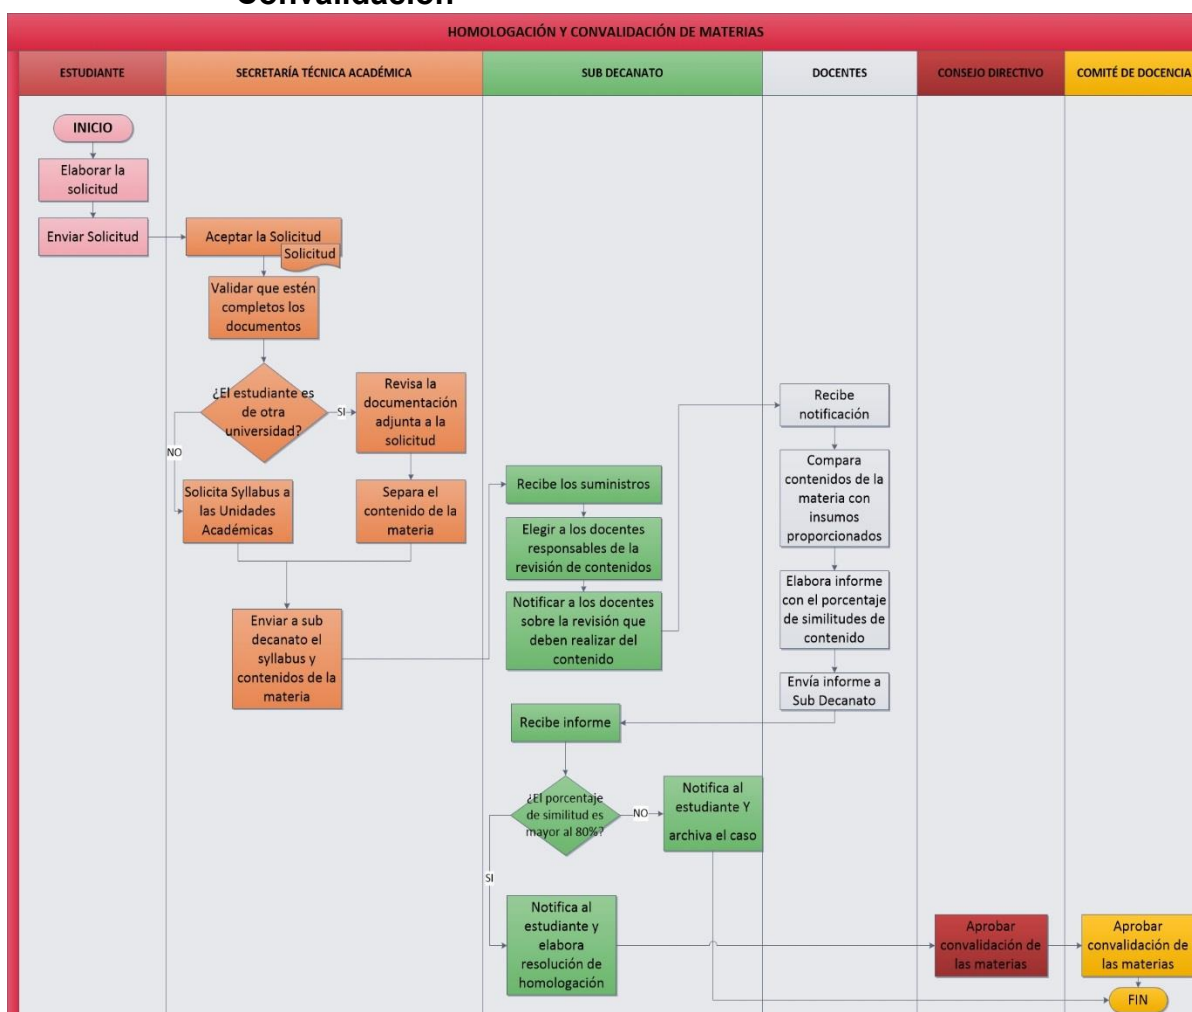 Convalidación
HOMOLOGACIÓN Y CONVALIDACIÓN DE MATERIAS
ESTUDIANTE
SECRETARÍA TÉCNICA ACADÉMICA
SUB DECANATO
DOCENTES
CONSEJO DIRECTIVO
COMITÉ DE DOCENCIA
INICIO
Elaborar la
solicitud
Enviar Solicitud
Aceptar la Solicitud
Solicitud
Validar que estén
completos los
documentos
¿El estudiante es
de otra
universidad?
SI
NO
Revisa la
documentación
adjunta a la
solicitud
Solicita Syllabus a
las Unidades
Académicas
Separa el
contenido de la
materia
Enviar a sub
decanato el
syllabus y
contenidos de la
materia
Recibe los suministros
Elegir a los docentes
responsables de la
revisión de contenidos
Notificar a los docentes
sobre la revisión que
deben realizar del
contenido
Recibe
notificación
Compara
contenidos de la
materia con
insumos
proporcionados
Elabora informe
con el porcentaje
de similitudes de
contenido
Envía informe a
Sub Decanato
Recibe informe
¿El porcentaje
de similitud es
mayor al 80%?
NO
SI
Notifica al
estudiante Y
archiva el caso
Notifica al
estudiante y
elabora
resolución de
homologación
Aprobar
convalidación de
las materias
Aprobar
convalidación de
las materias
FIN